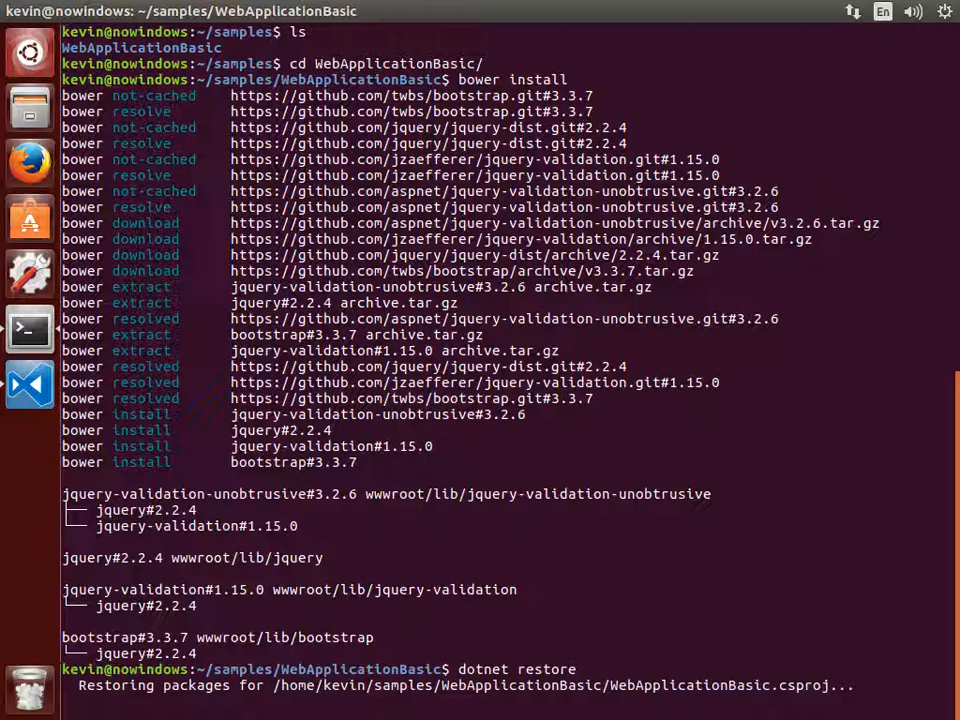 kevin@nowindows: ~/samples/WebApplicationBasic
En
kevin@nowindows:~/samples$ ls
WebApplicationBasic
kevin@nowindows:~/samples$ cd WebApplicationBasic/
kevin@nowindows:~/samples/WebApplicationBasic$ bower install
bower not-cached    https://github.com/twbs/bootstrap.git#3.3.7
bower resolve       https://github.com/twbs/bootstrap.git#3.3.7
bower not-cached    https://github.com/jquery/jquery-dist.git#2.2.4
bower resolve       https://github.com/jquery/jquery-dist.git#2.2.4
bower not-cached    https://github.com/jzaefferer/jquery-validation.git#1.15.0
bower resolve       https://github.com/jzaefferer/jquery-validation.git#1.15.0
bower not-cached    https://github.com/aspnet/jquery-validation-unobtrusive.git#3.2.6
bower resolve       https://github.com/aspnet/jquery-validation-unobtrusive.git#3.2.6
bower download      https://github.com/aspnet/jquery-validation-unobtrusive/archive/v3.2.6.tar.gz
bower download      https://github.com/jzaefferer/jquery-validation/archive/1.15.0.tar.gz
bower download      https://github.com/jquery/jquery-dist/archive/2.2.4.tar.gz
bower download      https://github.com/twbs/bootstrap/archive/v3.3.7.tar.gz
bower extract       jquery-validation-unobtrusive#3.2.6 archive.tar.gz
bower extract       jquery#2.2.4 archive.tar.gz
bower resolved      https://github.com/aspnet/jquery-validation-unobtrusive.git#3.2.6
bower extract       bootstrap#3.3.7 archive.tar.gz
bower extract       jquery-validation#1.15.0 archive.tar.gz
bower resolved      https://github.com/jquery/jquery-dist.git#2.2.4
bower resolved      https://github.com/jzaefferer/jquery-validation.git#1.15.0
bower resolved      https://github.com/twbs/bootstrap.git#3.3.7
bower install       jquery-validation-unobtrusive#3.2.6
bower install       jquery#2.2.4
bower install       jquery-validation#1.15.0
bower install       bootstrap#3.3.7
jquery-validation-unobtrusive#3.2.6 wwwroot/lib/jquery-validation-unobtrusive
├── jquery#2.2.4
└── jquery-validation#1.15.0
jquery#2.2.4 wwwroot/lib/jquery
jquery-validation#1.15.0 wwwroot/lib/jquery-validation
└── jquery#2.2.4
bootstrap#3.3.7 wwwroot/lib/bootstrap
└── jquery#2.2.4
kevin@nowindows:~/samples/WebApplicationBasic$ dotnet restore
  Restoring packages for /home/kevin/samples/WebApplicationBasic/WebApplicationBasic.csproj...